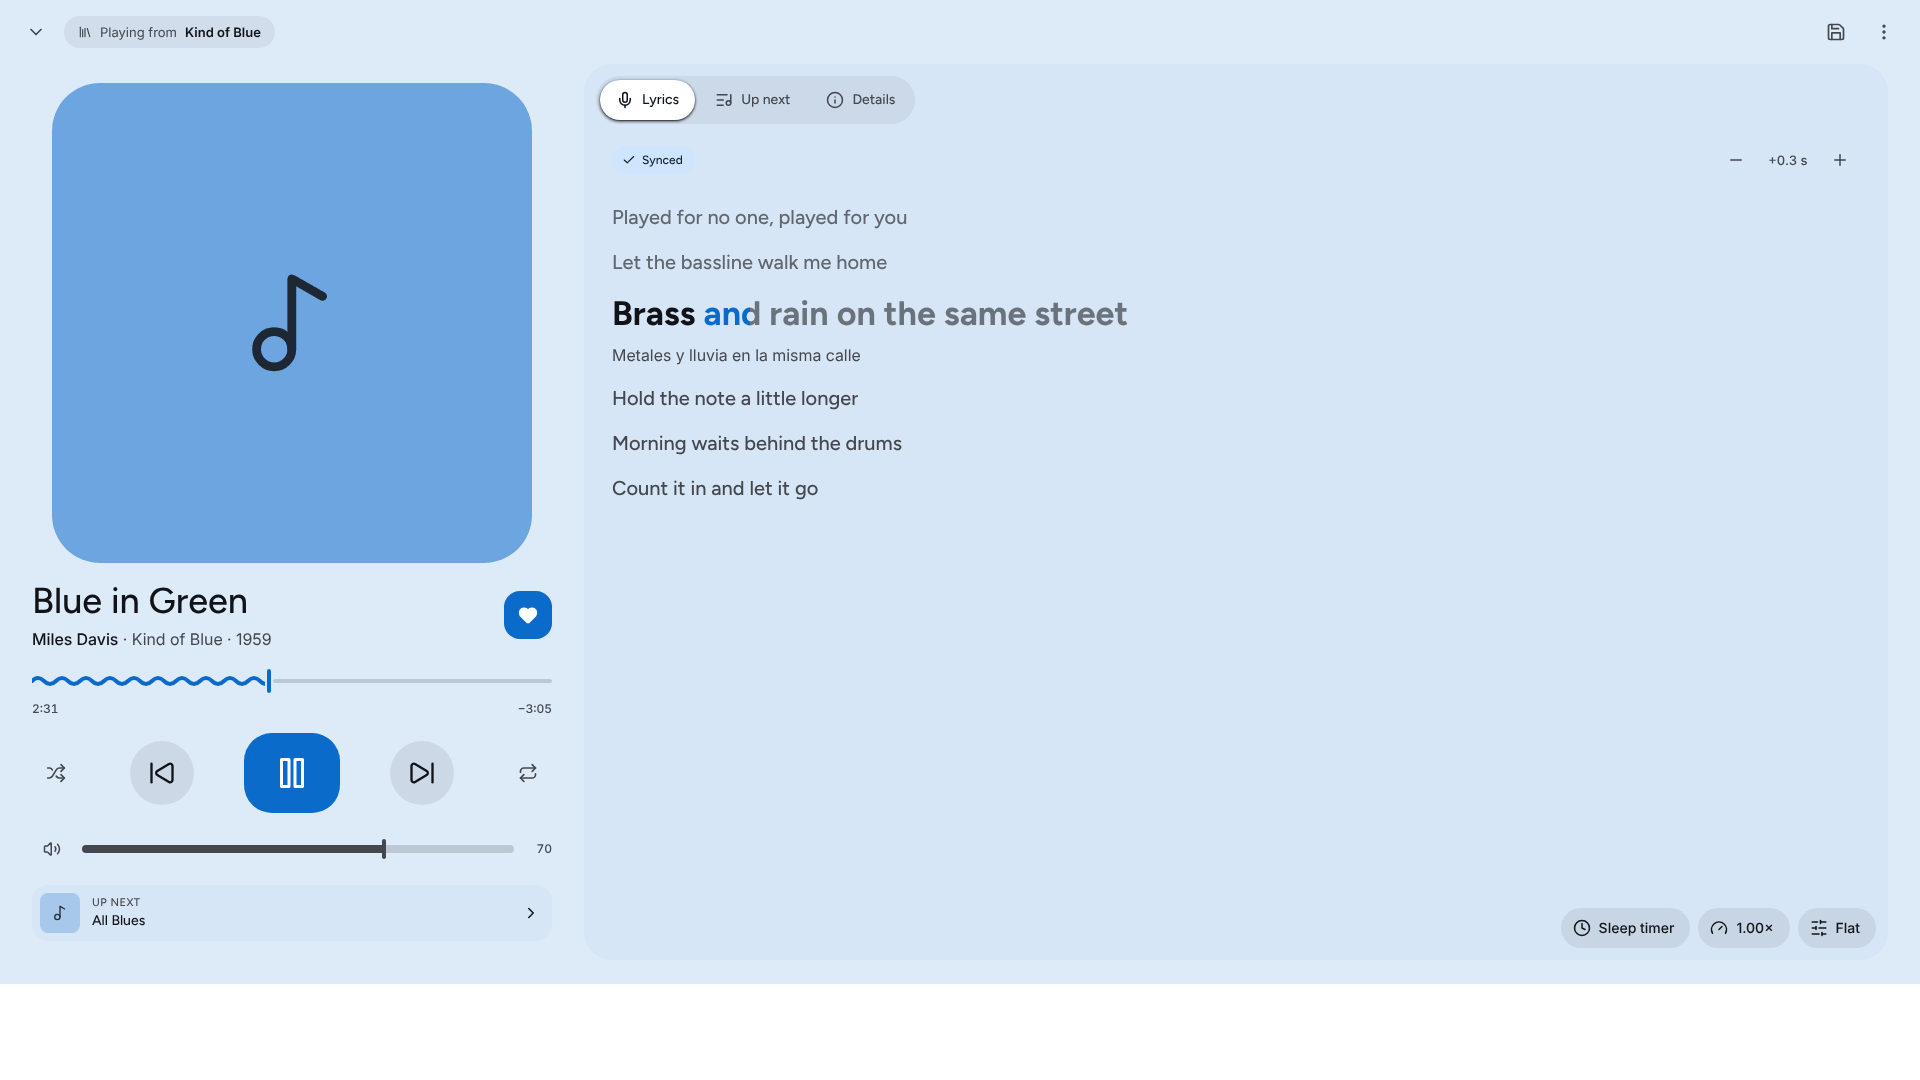 Playing from Kind of Blue
Lyrics
Up next
Details
Synced
+0.3 s
Played for no one, played for you
Let the bassline walk me home
Brass and rain on the same street
Metales y lluvia en la misma calle
Hold the note a little longer
Morning waits behind the drums
Count it in and let it go
Blue in Green
Miles Davis · Kind of Blue · 1959
2:31
−3:05
70
UP NEXT
All Blues
Sleep timer
1.00×
Flat